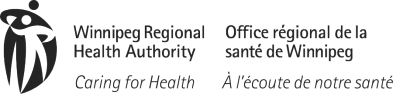 Winnipeg Regional
Health Authority
Caring for Health
Office régional de la
santé de Winnipeg
À l'écoute de notre santé